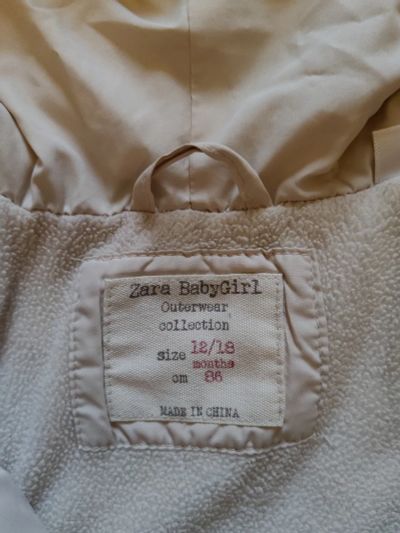 Zara BabyGirl
Outerwear
collection
size 12/18
months
cm 86
MADE IN CHINA